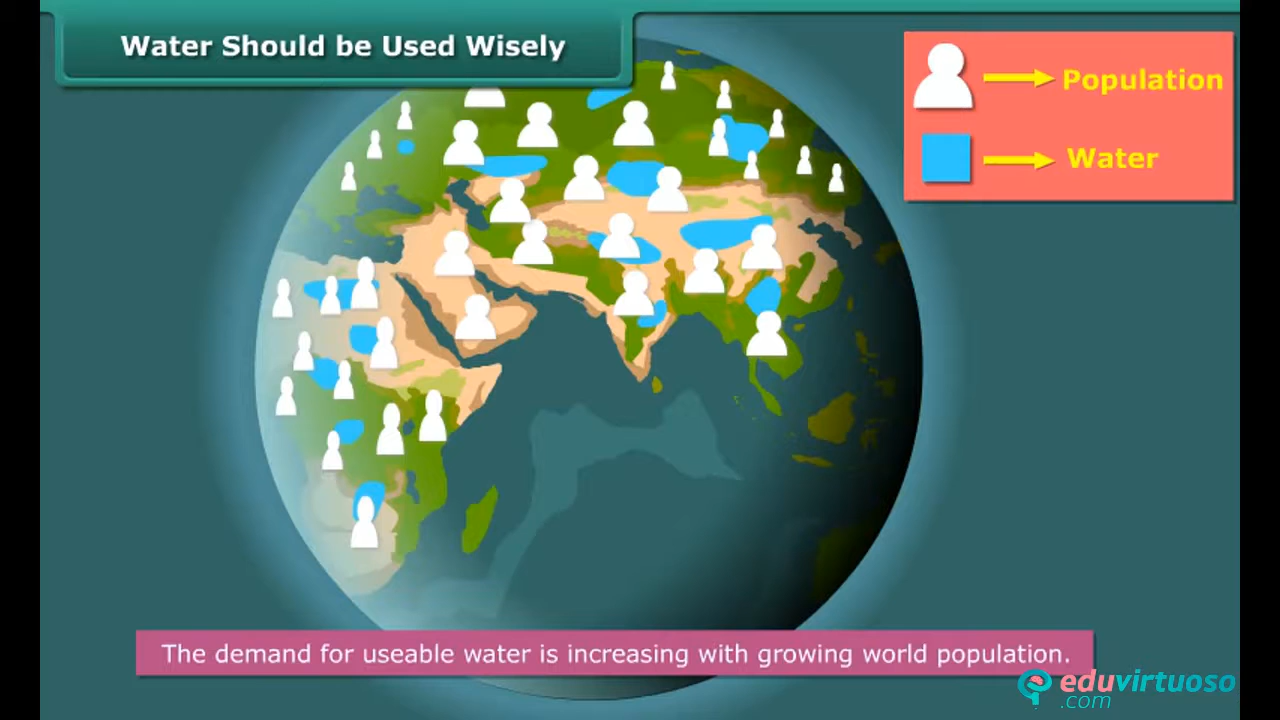 Water Should be Used Wisely
Population
Water
The demand for useable water is increasing with growing world population.
eduvirtuoso
.com